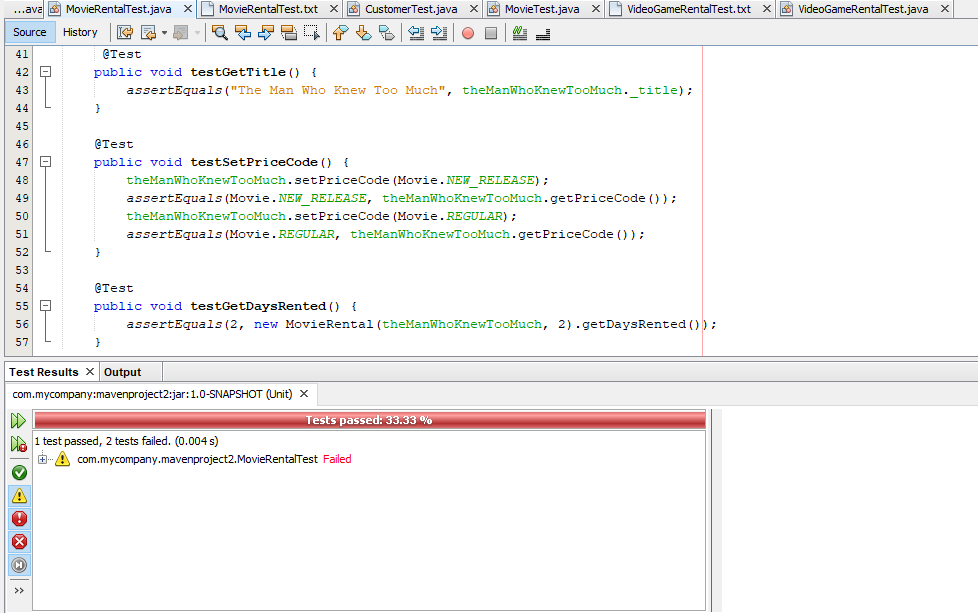 ...ava MovieRentalTest.java MovieRentalTest.txt CustomerTest.java MovieTest.java VideoGameRentalTest.txt VideoGameRentalTest.java
Source History
41 @Test
42 public void testGetTitle() {
43 assertEquals("The Man Who Knew Too Much", theManWhoKnewTooMuch._title);
44 }
45
46 @Test
47 public void testSetPriceCode() {
48 theManWhoKnewTooMuch.setPriceCode(Movie.NEW_RELEASE);
49 assertEquals(Movie.NEW_RELEASE, theManWhoKnewTooMuch.getPriceCode());
50 theManWhoKnewTooMuch.setPriceCode(Movie.REGULAR);
51 assertEquals(Movie.REGULAR, theManWhoKnewTooMuch.getPriceCode());
52 }
53
54 @Test
55 public void testGetDaysRented() {
56 assertEquals(2, new MovieRental(theManWhoKnewTooMuch, 2).getDaysRented());
57 }
Test Results Output
com.mycompany:mavenproject2:jar:1.0-SNAPSHOT (Unit)
Tests passed: 33.33 %
1 test passed, 2 tests failed. (0.004 s)
com.mycompany.mavenproject2.MovieRentalTest Failed